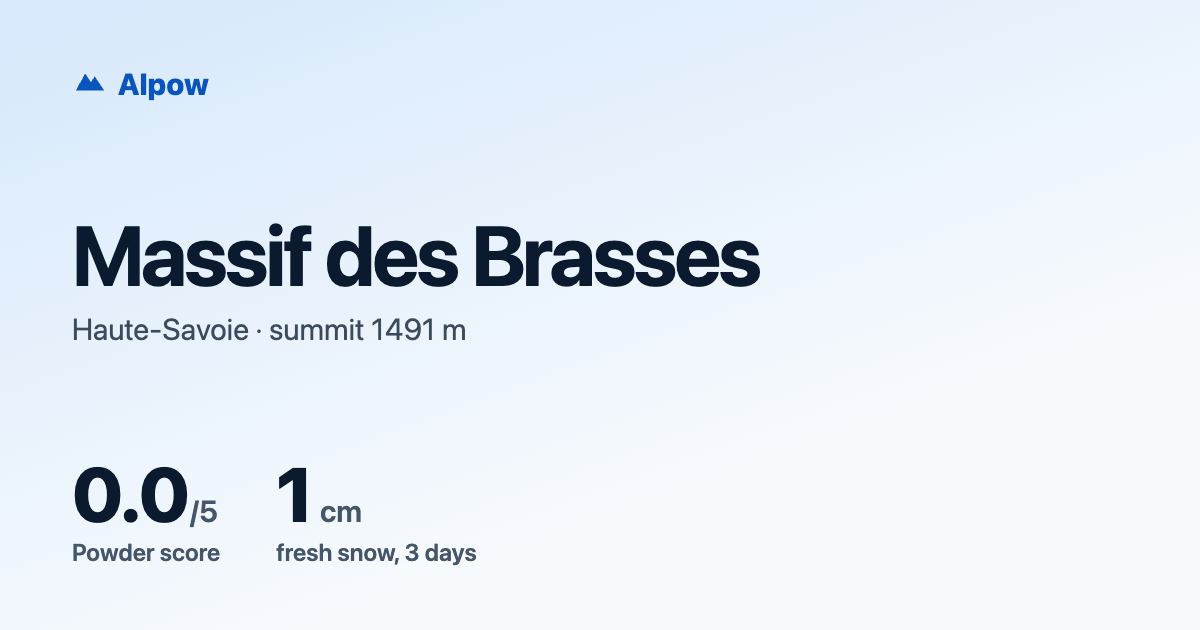 Alpow
Massif des Brasses
Haute-Savoie · summit 1491 m
0.0/5 1 cm
Powder score fresh snow, 3 days